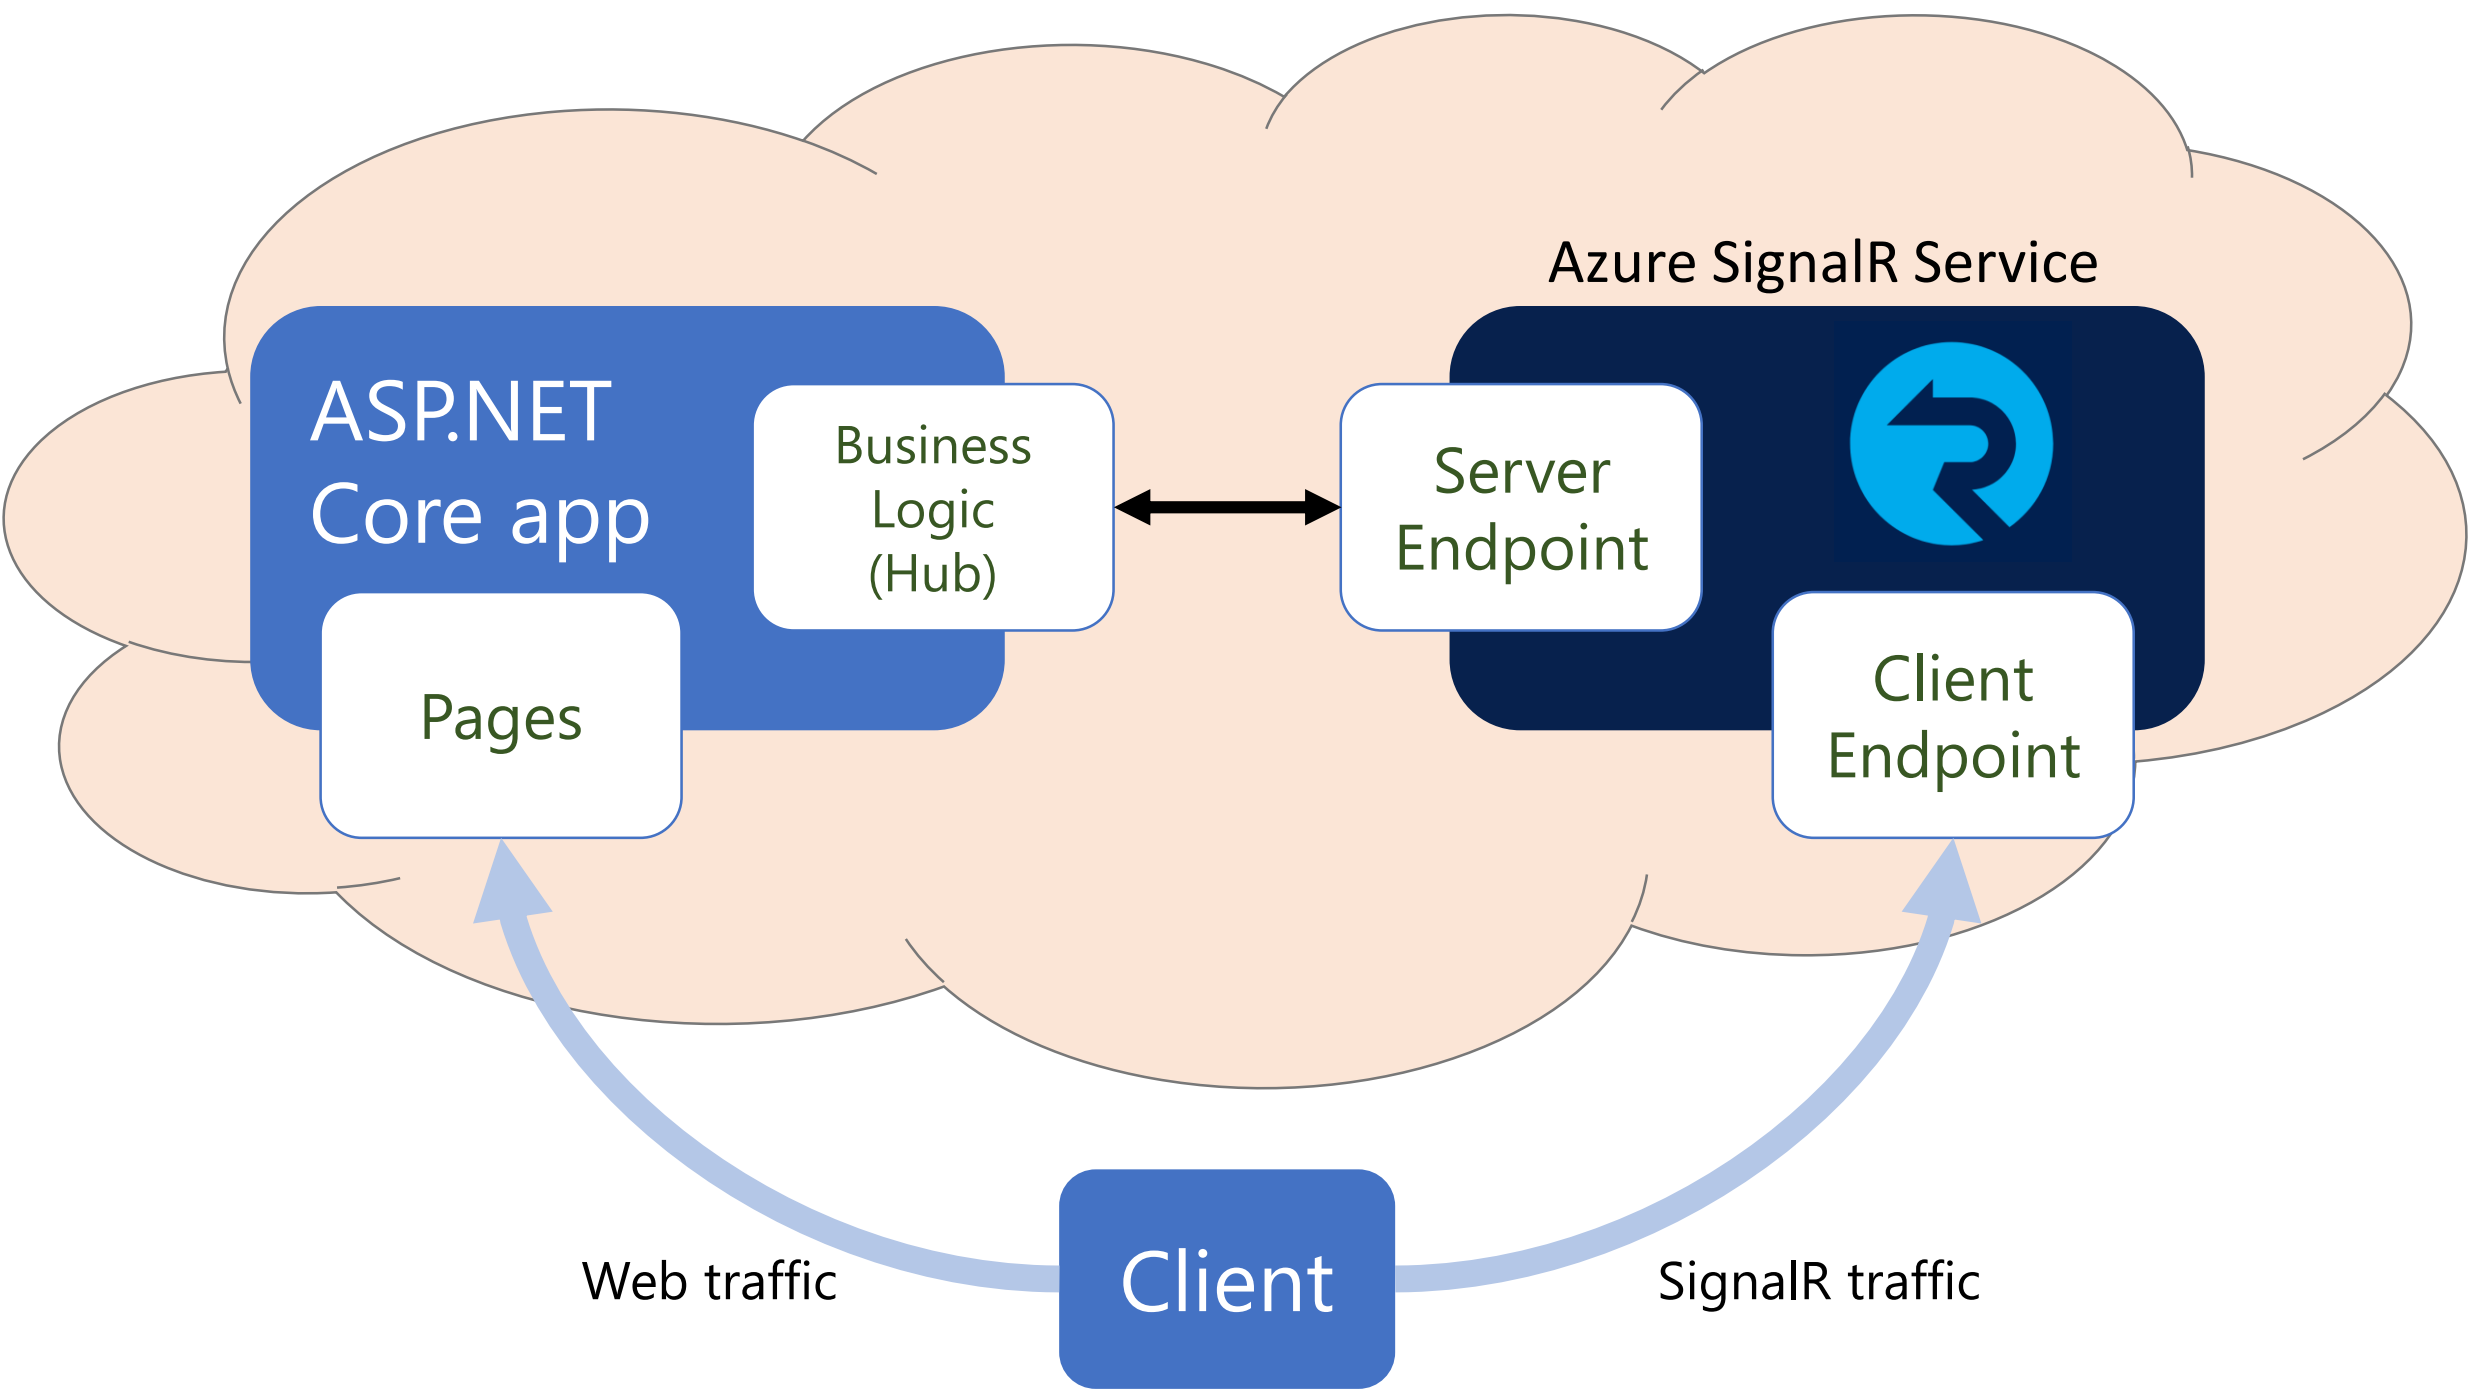 Azure SignalR Service
ASP.NET
Core app
Business
Logic
(Hub)
Server
Endpoint
Pages
Client
Endpoint
Web traffic
Client
SignalR traffic